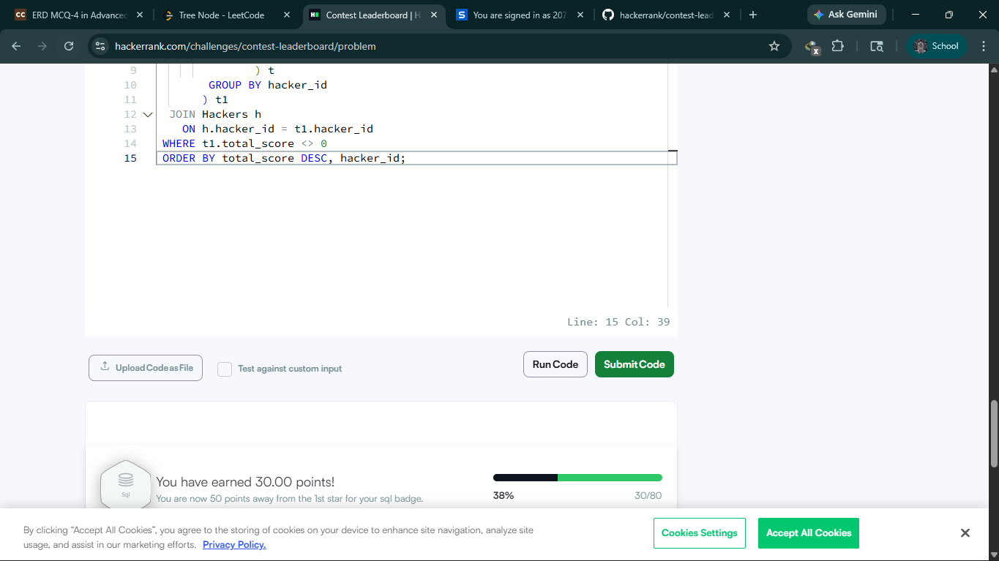 CC ERD MCQ-4 in Advanced
Tree Node - LeetCode
Contest Leaderboard | H
S You are signed in as 207
hackerrank/contest-lead
Ask Gemini
hackerrank.com/challenges/contest-leaderboard/problem
x
School
9 ) t
10 GROUP BY hacker_id
11 ) t1
12 JOIN Hackers h
13 ON h.hacker_id = t1.hacker_id
14 WHERE t1.total_score <> 0
15 ORDER BY total_score DESC, hacker_id;
Line: 15 Col: 39
Upload Code as File
Test against custom input
Run Code
Submit Code
Sql
You have earned 30.00 points!
You are now 50 points away from the 1st star for your sql badge.
38%
30/80
By clicking “Accept All Cookies”, you agree to the storing of cookies on your device to enhance site navigation, analyze site
usage, and assist in our marketing efforts. Privacy Policy.
Cookies Settings
Accept All Cookies